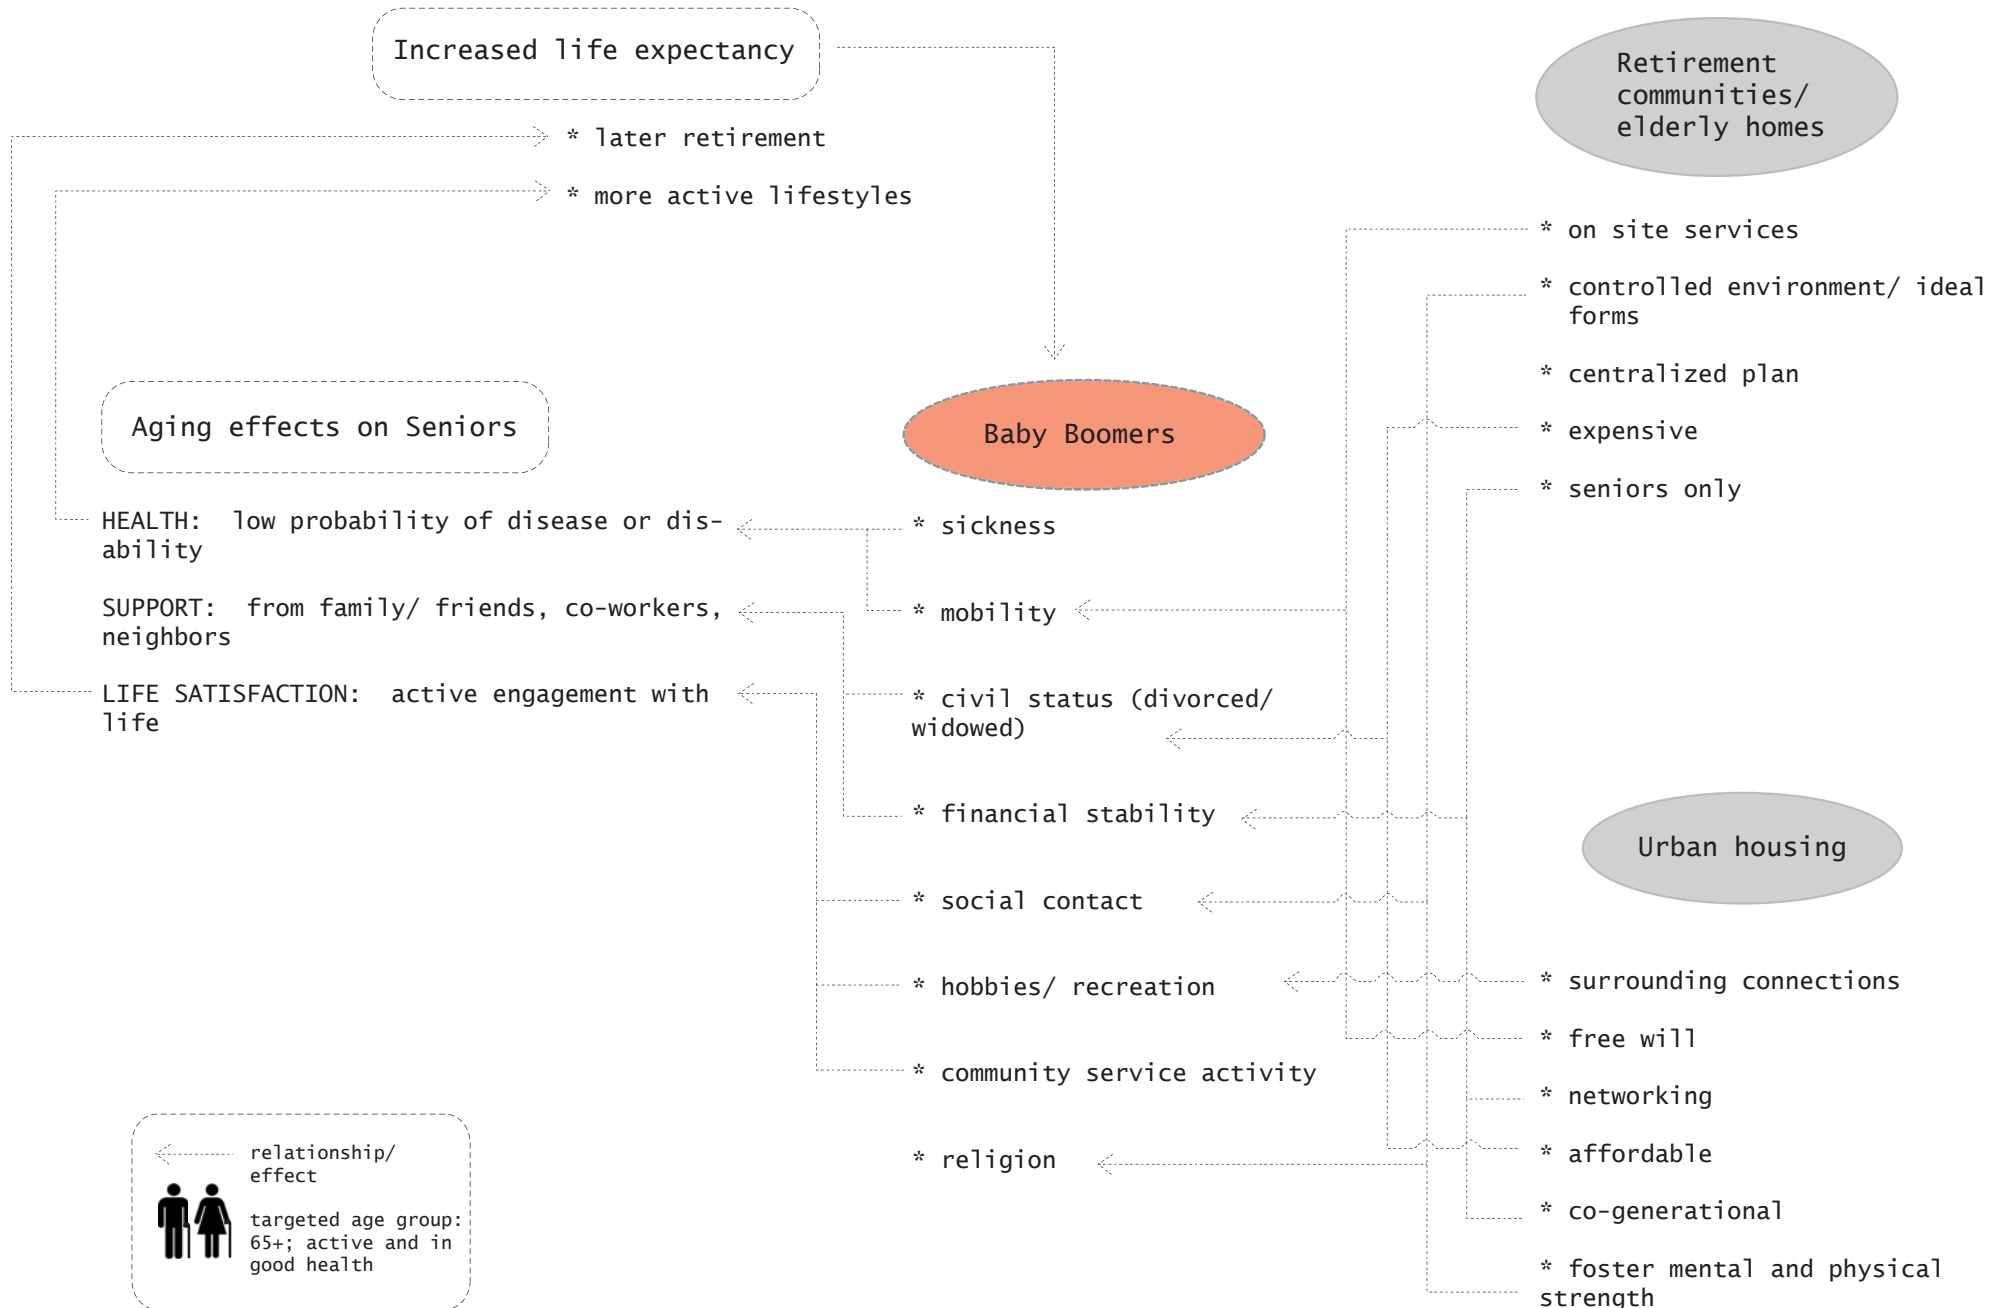 Increased life expectancy
* later retirement
* more active lifestyles
Aging effects on Seniors
HEALTH:  low probability of disease or dis-
ability
SUPPORT:  from family/ friends, co-workers,
neighbors
LIFE SATISFACTION:  active engagement with
life
Baby Boomers
* sickness
* mobility
* civil status (divorced/
widowed)
* financial stability
* social contact
* hobbies/ recreation
* community service activity
* religion
Retirement
communities/
elderly homes
* on site services
* controlled environment/ ideal
forms
* centralized plan
* expensive
* seniors only
Urban housing
* surrounding connections
* free will
* networking
* affordable
* co-generational
* foster mental and physical
strength
relationship/
effect
targeted age group:
65+; active and in
good health